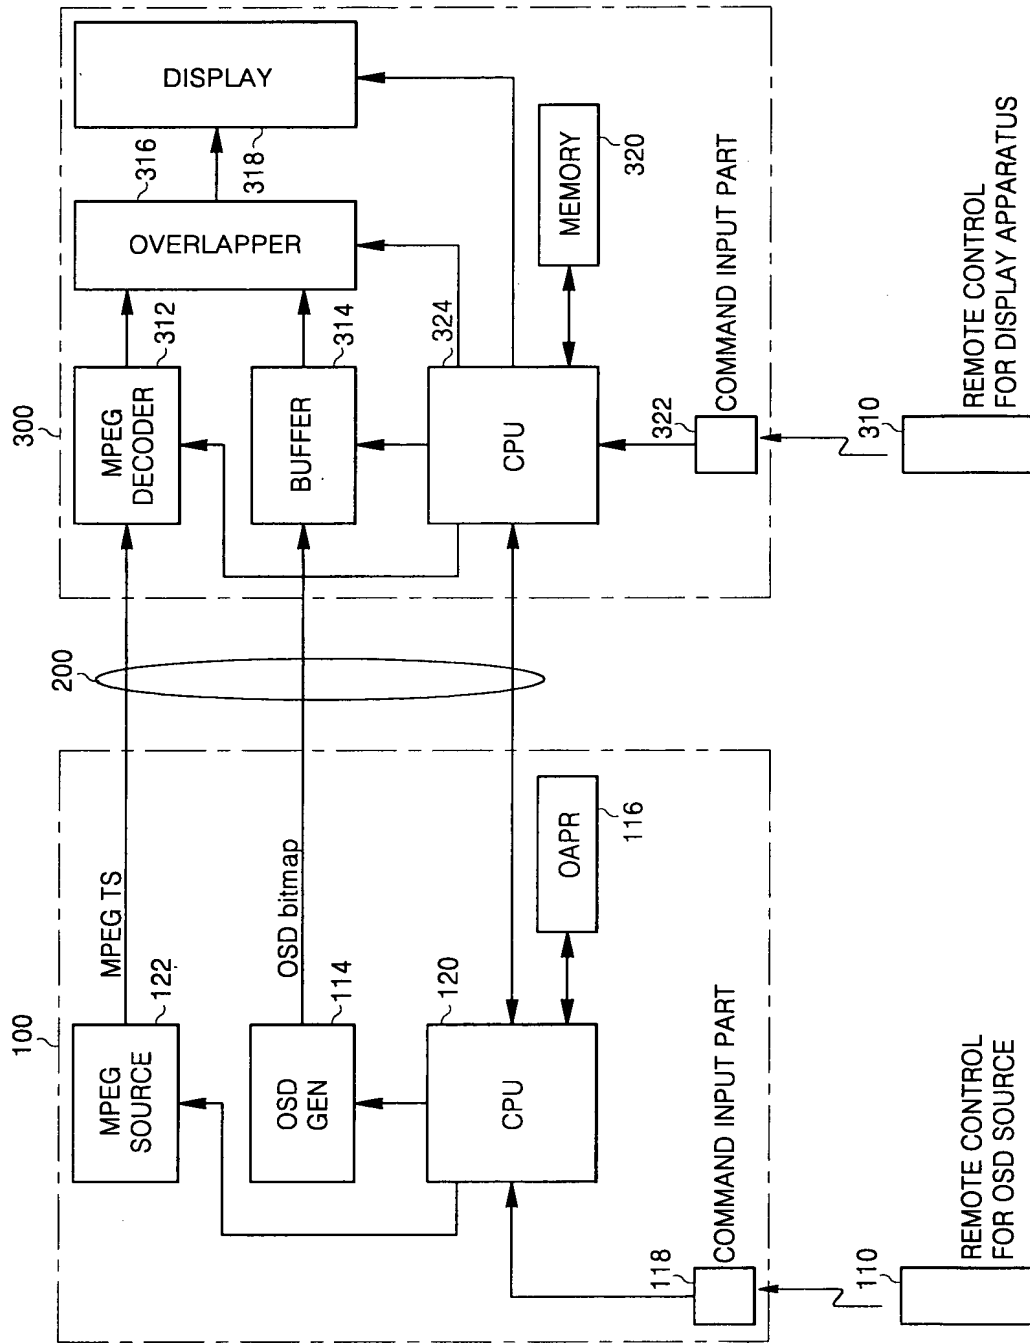 100
MPEG
SOURCE
122
MPEG TS
OSD
GEN
114
OSD bitmap
CPU
120
OAPR
116
118
COMMAND INPUT PART
110
REMOTE CONTROL
FOR OSD SOURCE
200
300
MPEG
DECODER
312
BUFFER
314
OVERLAPPER
316
DISPLAY
318
CPU
324
MEMORY
320
322
COMMAND INPUT PART
310
REMOTE CONTROL
FOR DISPLAY APPARATUS